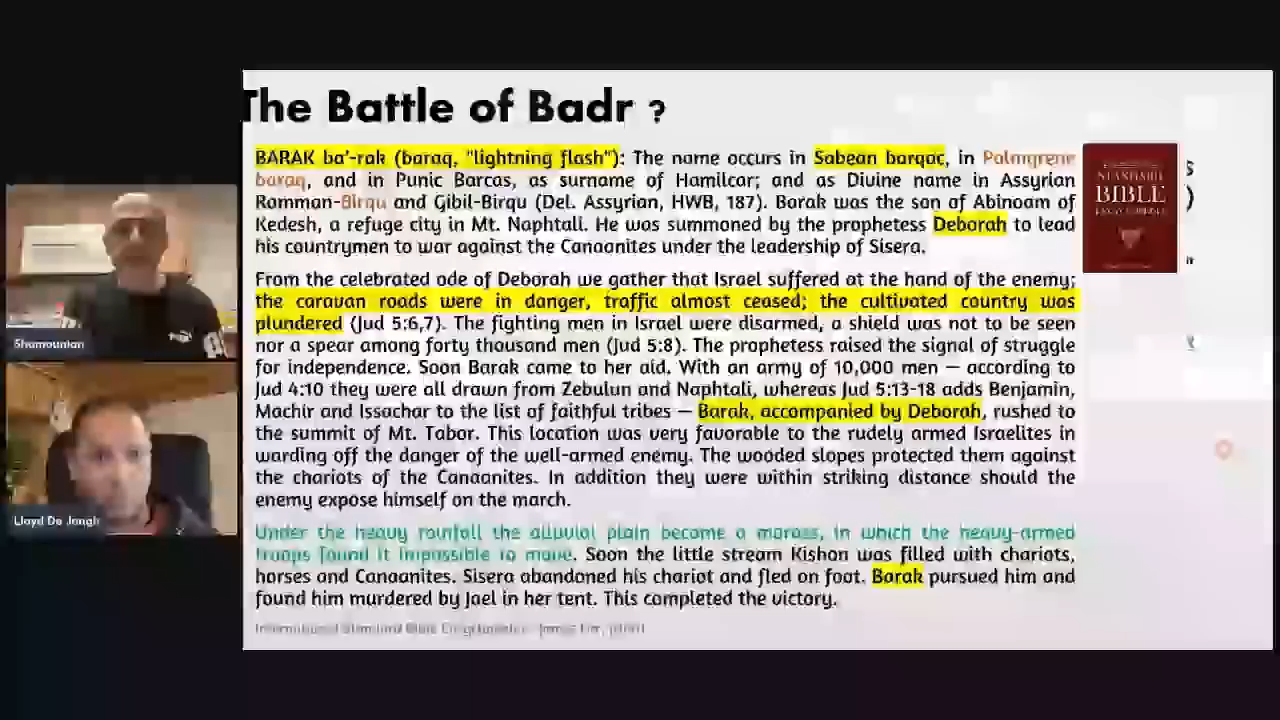 The Battle of Badr ?
BARAK ba'-rak (baraq, "lightning flash"): The name occurs in Sabean barqac, in Palmyrene
baraq, and in Punic Barcas, as surname of Hamilcar; and as Divine name in Assyrian
Ramman-Birqu and Gibil-Birqu (Del. Assyrian, HWB, 187). Barak was the son of Abinoam of
Kedesh, a refuge city in Mt. Naphtali. He was summoned by the prophetess Deborah to lead
his countrymen to war against the Canaanites under the leadership of Sisera.
From the celebrated ode of Deborah we gather that Israel suffered at the hand of the enemy;
the caravan roads were in danger, traffic almost ceased; the cultivated country was
plundered (Jud 5:6,7). The fighting men in Israel were disarmed, a shield was not to be seen
nor a spear among forty thousand men (Jud 5:8). The prophetess raised the signal of struggle
for independence. Soon Barak came to her aid. With an army of 10,000 men — according to
Jud 4:10 they were all drawn from Zebulun and Naphtali, whereas Jud 5:13-18 adds Benjamin,
Machir and Issachar to the list of faithful tribes — Barak, accompanied by Deborah, rushed to
the summit of Mt. Tabor. This location was very favorable to the rudely armed Israelites in
warding off the danger of the well-armed enemy. The wooded slopes protected them against
the chariots of the Canaanites. In addition they were within striking distance should the
enemy expose himself on the march.
Under the heavy rainfall the alluvial plain became a morass, in which the heavy-armed
troops found it impossible to move. Soon the little stream Kishon was filled with chariots,
horses and Canaanites. Sisera abandoned his chariot and fled on foot. Barak pursued him and
found him murdered by Jael in her tent. This completed the victory.
International Standard Bible Encyclopaedia - James Orr,
STANDARD
BIBLE
s
)
"
Shamounian
Lloyd De Jongh